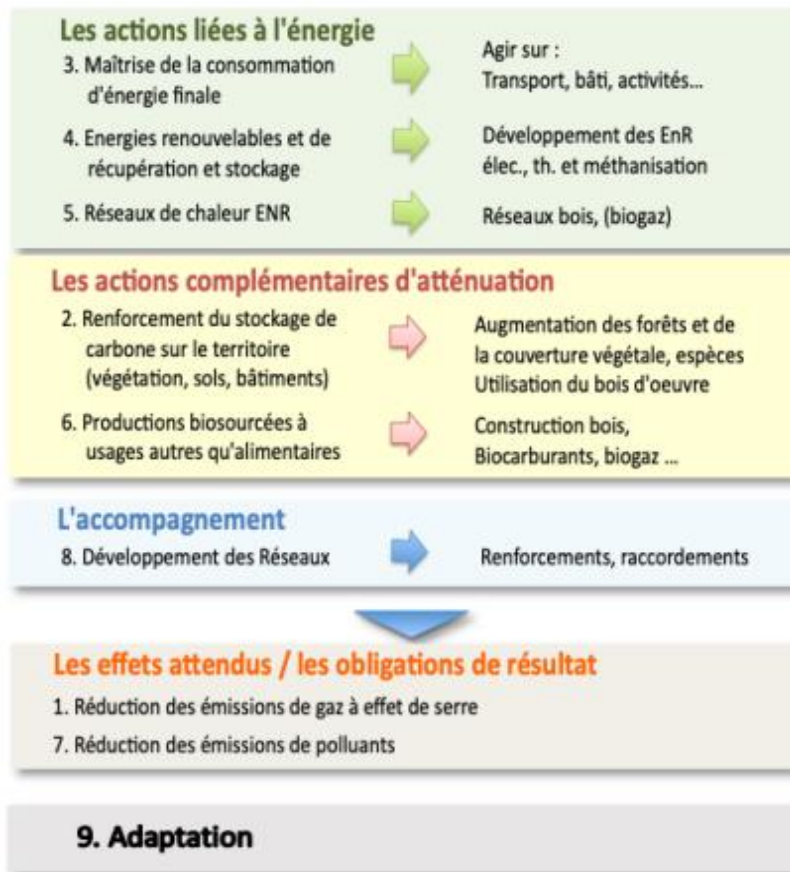 Les actions liées à l'énergie
3. Maîtrise de la consommation
d'énergie finale
Agir sur :
Transport, bâti, activités...
4. Energies renouvelables et de
récupération et stockage
Développement des EnR
élec., th. et méthanisation
5. Réseaux de chaleur ENR
Réseaux bois, (biogaz)
Les actions complémentaires d'atténuation
2. Renforcement du stockage de
carbone sur le territoire
(végétation, sols, bâtiments)
Augmentation des forêts et de
la couverture végétale, espèces
Utilisation du bois d'oeuvre
6. Productions biosourcées à
usages autres qu'alimentaires
Construction bois,
Biocarburants, biogaz ...
L'accompagnement
8. Développement des Réseaux
Renforcements, raccordements
Les effets attendus / les obligations de résultat
1. Réduction des émissions de gaz à effet de serre
7. Réduction des émissions de polluants
9. Adaptation